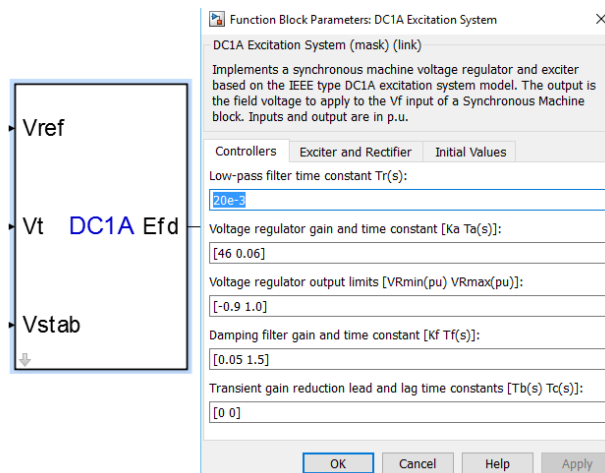 Vref
Vt DC1A Efd
Vstab
Function Block Parameters: DC1A Excitation System
DC1A Excitation System (mask) (link)
Implements a synchronous machine voltage regulator and exciter
based on the IEEE type DC1A excitation system model. The output is
the field voltage to apply to the Vf input of a Synchronous Machine
block. Inputs and output are in p.u.
Controllers Exciter and Rectifier Initial Values
Low-pass filter time constant Tr(s):
20e-3
Voltage regulator gain and time constant [Ka Ta(s)]:
[46 0.06]
Voltage regulator output limits [VRmin(pu) VRmax(pu)]:
[-0.9 1.0]
Damping filter gain and time constant [Kf Tf(s)]:
[0.05 1.5]
Transient gain reduction lead and lag time constants [Tb(s) Tc(s)]:
[0 0]
OK Cancel Help Apply